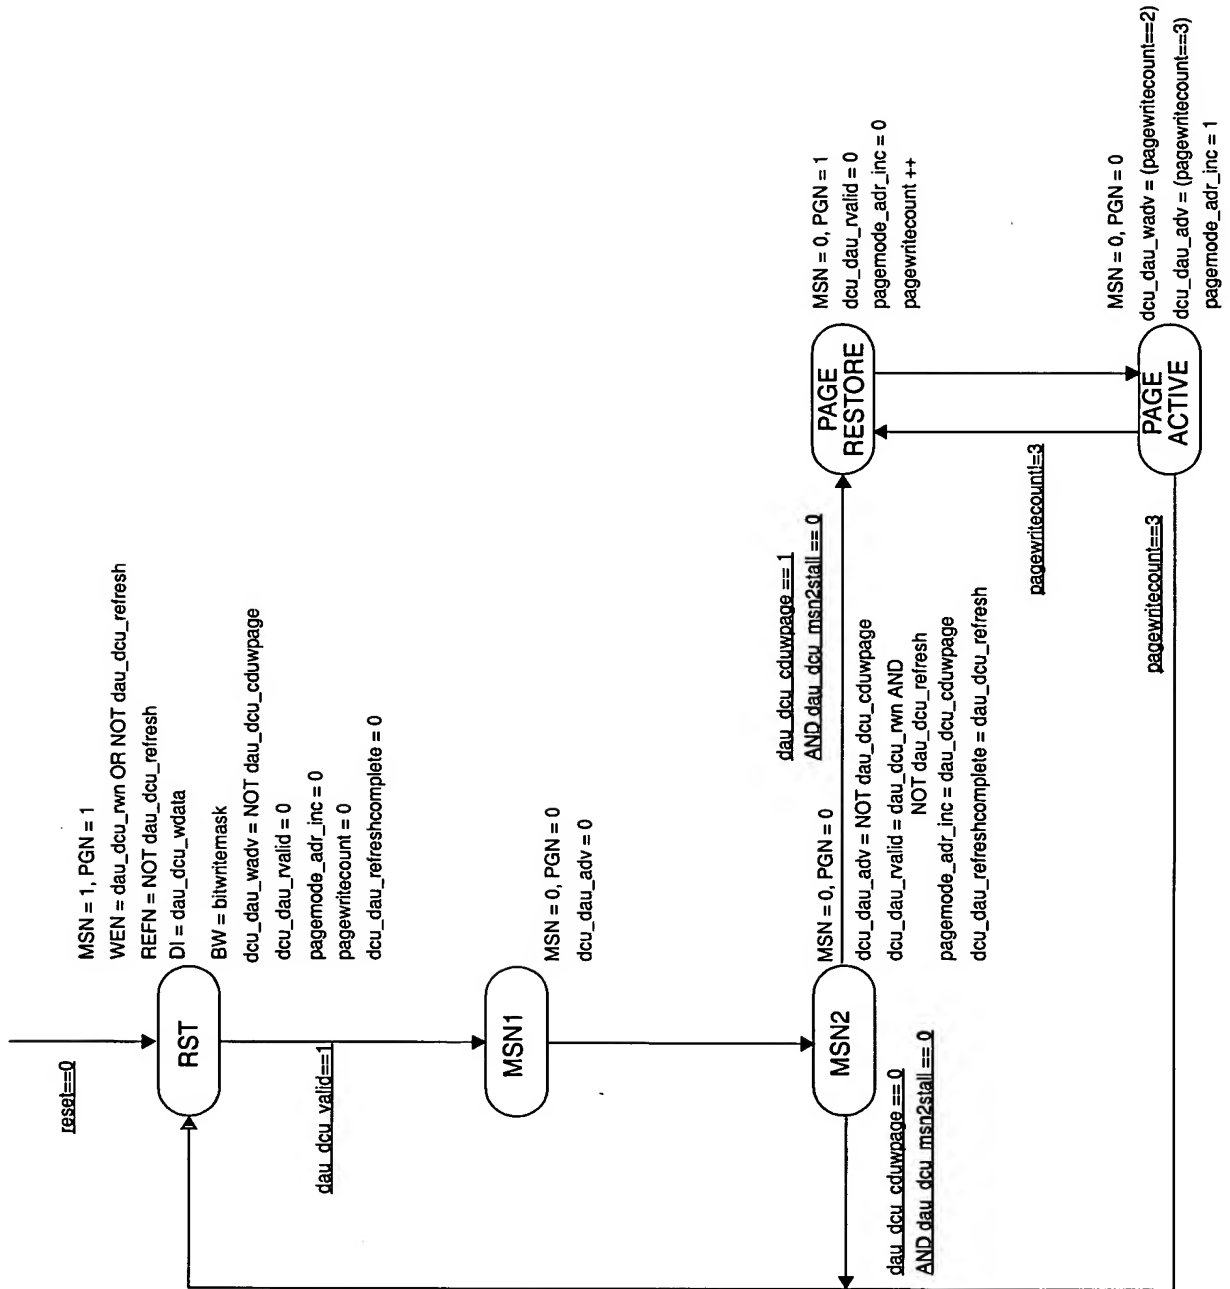 reset==0
RST
MSN = 1, PGN = 1
WEN = dau_dcu_rwn OR NOT dau_dcu_refresh
REFN = NOT dau_dcu_refresh
DI = dau_dcu_wdata
BW = bitwritemask
dcu_dau_wadv = NOT dau_dcu_cduwpage
dcu_dau_rvalid = 0
pagemode_adr_inc = 0
pagewritecount = 0
dcu_dau_refreshcomplete = 0
dau_dcu_valid==1
MSN1
MSN = 0, PGN = 0
dcu_dau_adv = 0
MSN2
MSN = 0, PGN = 0
dcu_dau_adv = NOT dau_dcu_cduwpage
dcu_dau_rvalid = dau_dcu_rwn AND
NOT dau_dcu_refresh
pagemode_adr_inc = dau_dcu_cduwpage
dcu_dau_refreshcomplete = dau_dcu_refresh
dau_dcu_cduwpage == 0
AND dau_dcu_msn2stall == 0
dau_dcu_cduwpage == 1
AND dau_dcu_msn2stall == 0
PAGE
RESTORE
MSN = 0, PGN = 1
dcu_dau_rvalid = 0
pagemode_adr_inc = 0
pagewritecount ++
pagewritecount!=3
pagewritecount==3
PAGE
ACTIVE
MSN = 0, PGN = 0
dcu_dau_wadv = (pagewritecount==2)
dcu_dau_adv = (pagewritecount==3)
pagemode_adr_inc = 1